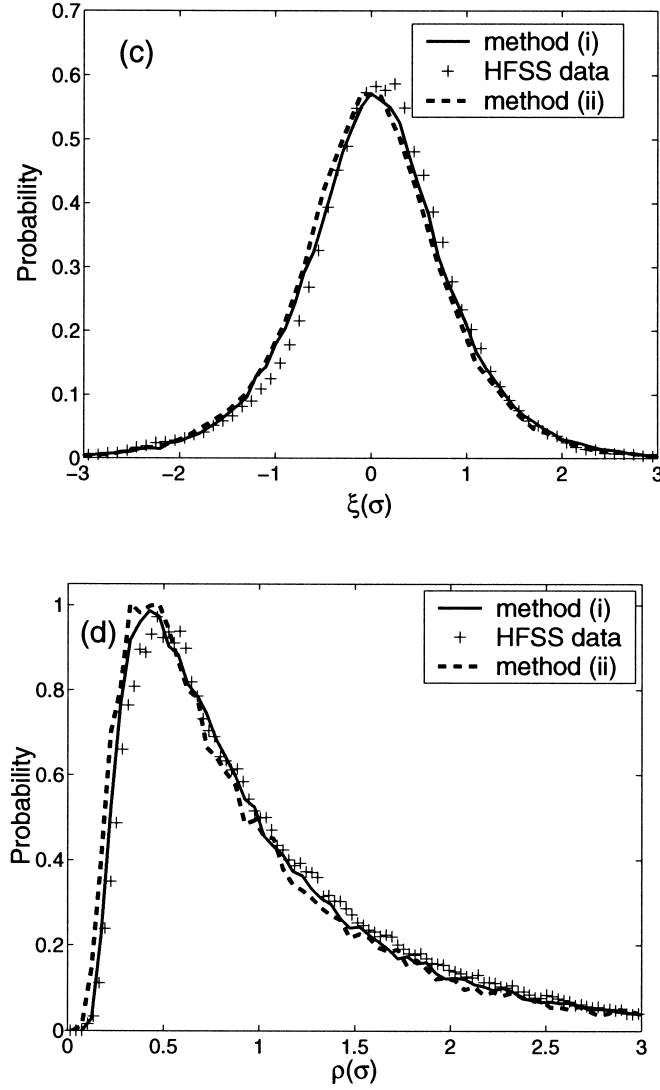 (c)
0.7
0.6
0.5
0.4
0.3
0.2
0.1
0
Probability
method (i)
HFSS data
method (ii)
−3 −2 −1 0 1 2 3
ξ(σ)
(d)
1
0.8
0.6
0.4
0.2
0
Probability
method (i)
HFSS data
method (ii)
0 0.5 1 1.5 2 2.5 3
ρ(σ)